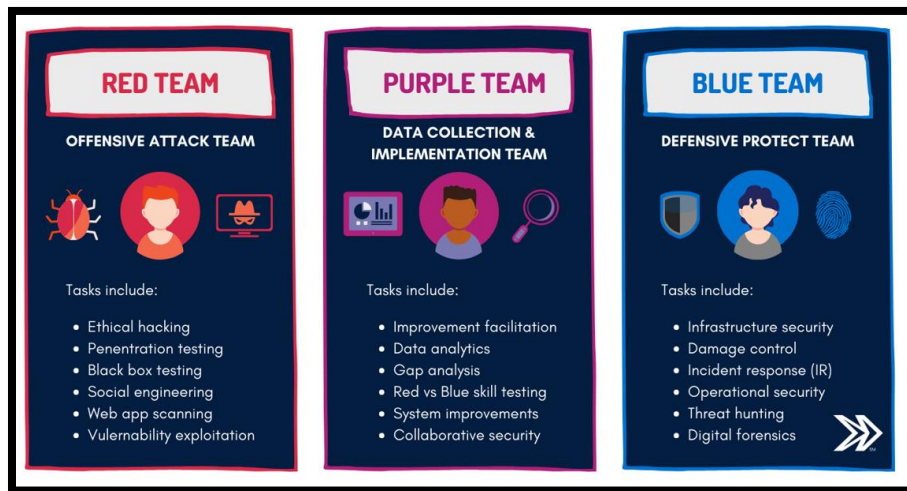 RED TEAM
OFFENSIVE ATTACK TEAM
Tasks include:
Ethical hacking
Penentration testing
Black box testing
Social engineering
Web app scanning
Vulernability exploitation
PURPLE TEAM
DATA COLLECTION &
IMPLEMENTATION TEAM
Tasks include:
Improvement facilitation
Data analytics
Gap analysis
Red vs Blue skill testing
System improvements
Collaborative security
BLUE TEAM
DEFENSIVE PROTECT TEAM
Tasks include:
Infrastructure security
Damage control
Incident response (IR)
Operational security
Threat hunting
Digital forensics